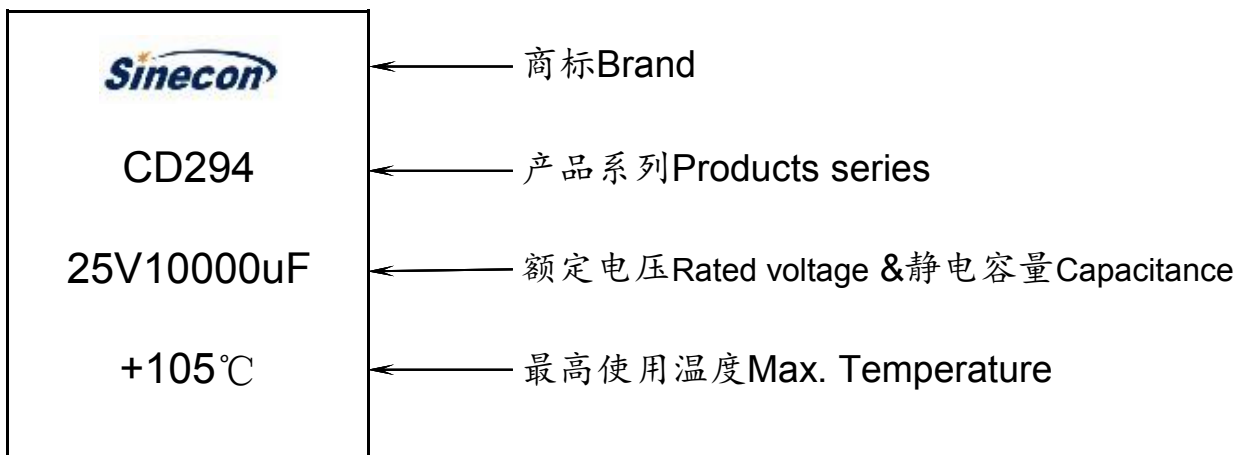 Sinecon 商标Brand
CD294 产品系列Products series
25V10000uF 额定电压Rated voltage &静电容量Capacitance
+105℃ 最高使用温度Max. Temperature